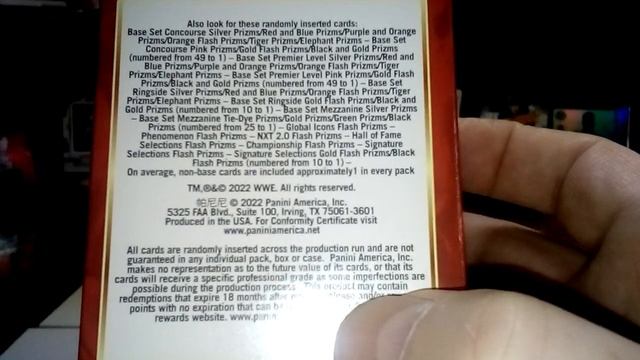 Also look for these randomly inserted cards:
Base Set Concourse Silver Prizms/Red and Blue Prizms/Purple and Orange
Prizms/Orange Flash Prizms/Tiger Prizms/Elephant Prizms – Base Set
Concourse Pink Prizms/Gold Flash Prizms/Black and Gold Prizms
(numbered from 49 to 1) – Base Set Premier Level Silver Prizms/Red and
Blue Prizms/Purple and Orange Prizms/Orange Flash Prizms/Tiger
Prizms/Elephant Prizms – Base Set Premier Level Pink Prizms/Gold Flash
Prizms/Black and Gold Prizms (numbered from 49 to 1) – Base Set
Ringside Silver Prizms/Red and Blue Prizms/Orange Flash Prizms/Tiger
Prizms/Elephant Prizms – Base Set Ringside Gold Flash Prizms/Black and
Gold Prizms (numbered from 10 to 1) – Base Set Mezzanine Silver Prizms
– Base Set Mezzanine Tie-Dye Prizms/Gold Prizms/Green Prizms/Black
Prizms (numbered from 25 to 1) – Global Icons Flash Prizms –
Phenomenon Flash Prizms – NXT 2.0 Flash Prizms – Hall of Fame
Selections Flash Prizms – Championship Flash Prizms – Signature
Selections Flash Prizms – Signature Selections Gold Flash Prizms/Black
Flash Prizms (numbered from 10 to 1) –
On average, non-base cards are included approximately1 in every pack
TM,®&© 2022 WWE. All rights reserved.
帕尼尼 © 2022 Panini America, Inc.
5325 FAA Blvd., Suite 100, Irving, TX 75061-3601
Produced in the USA. For Conformity Certificate visit
www.paniniamerica.net
All cards are randomly inserted across the production run and are not
guaranteed in any individual pack, box or case. Panini America, Inc.
makes no representation as to the future value of its cards, or that its
cards will receive a specific professional grade as some imperfections are
possible during the production process. This product may contain
redemptions that expire 18 months after
points with no expiration that can
rewards website.